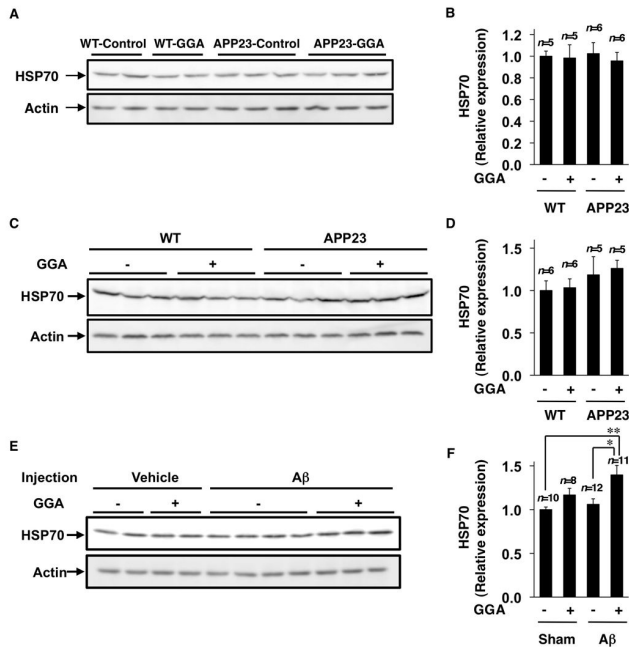 A
WT-Control WT-GGA APP23-Control APP23-GGA
HSP70
Actin
B
n=5 n=5 n=6 n=6
HSP70
(Relative expression)
1.2
1.0
0.8
0.6
0.4
0.2
0.0
GGA - + - +
WT APP23
C
WT APP23
GGA - + - +
HSP70
Actin
D
n=6 n=6 n=5 n=5
HSP70
(Relative expression)
1.5
1.0
0.5
0.0
GGA - + - +
WT APP23
E
Injection Vehicle Aβ
GGA - + - +
HSP70
Actin
F
**
*
n=10 n=8 n=12 n=11
HSP70
(Relative expression)
1.5
1.0
0.5
0.0
GGA - + - +
Sham Aβ